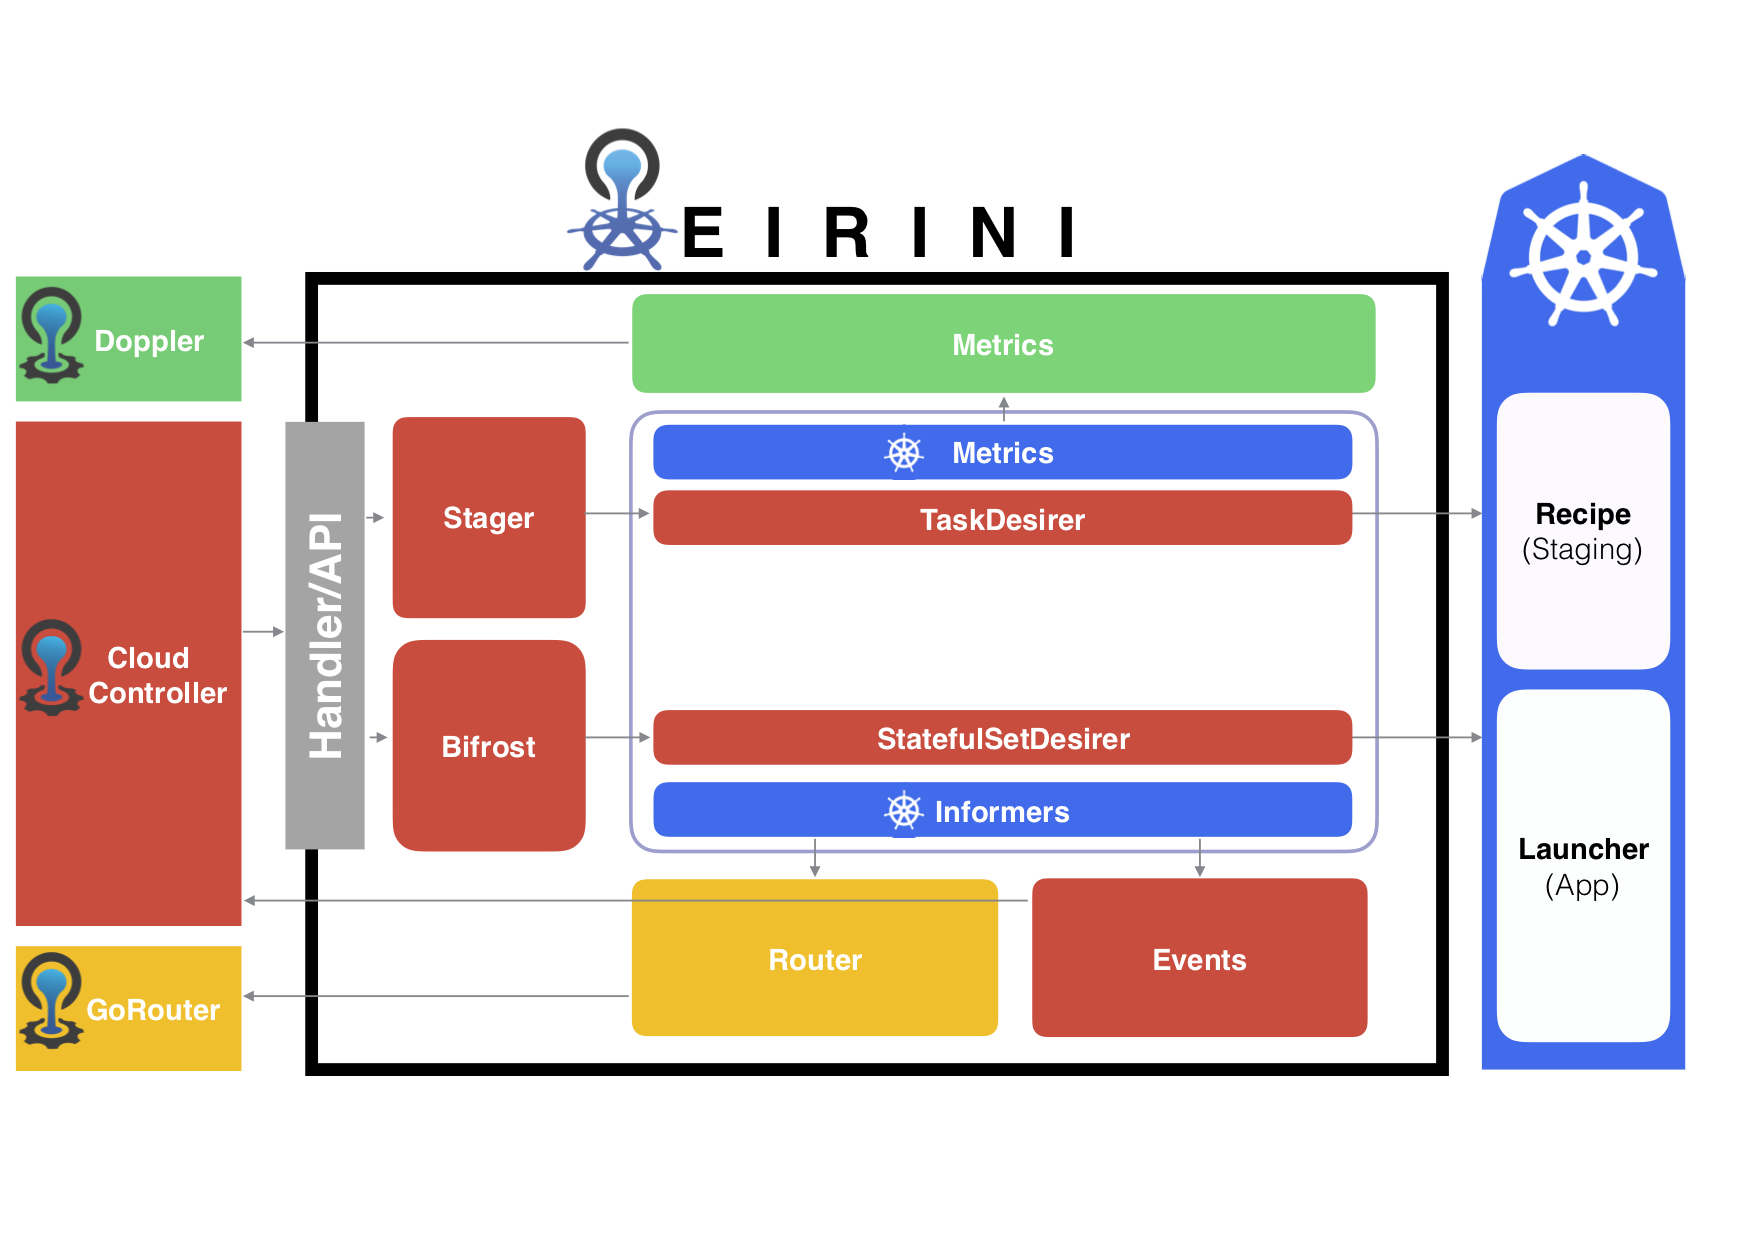 E I R I N I
Doppler
Metrics
Metrics
TaskDesirer
Stager
Handler/API
Cloud
Controller
Bifrost
StatefulSetDesirer
Informers
Router
Events
GoRouter
Recipe
(Staging)
Launcher
(App)